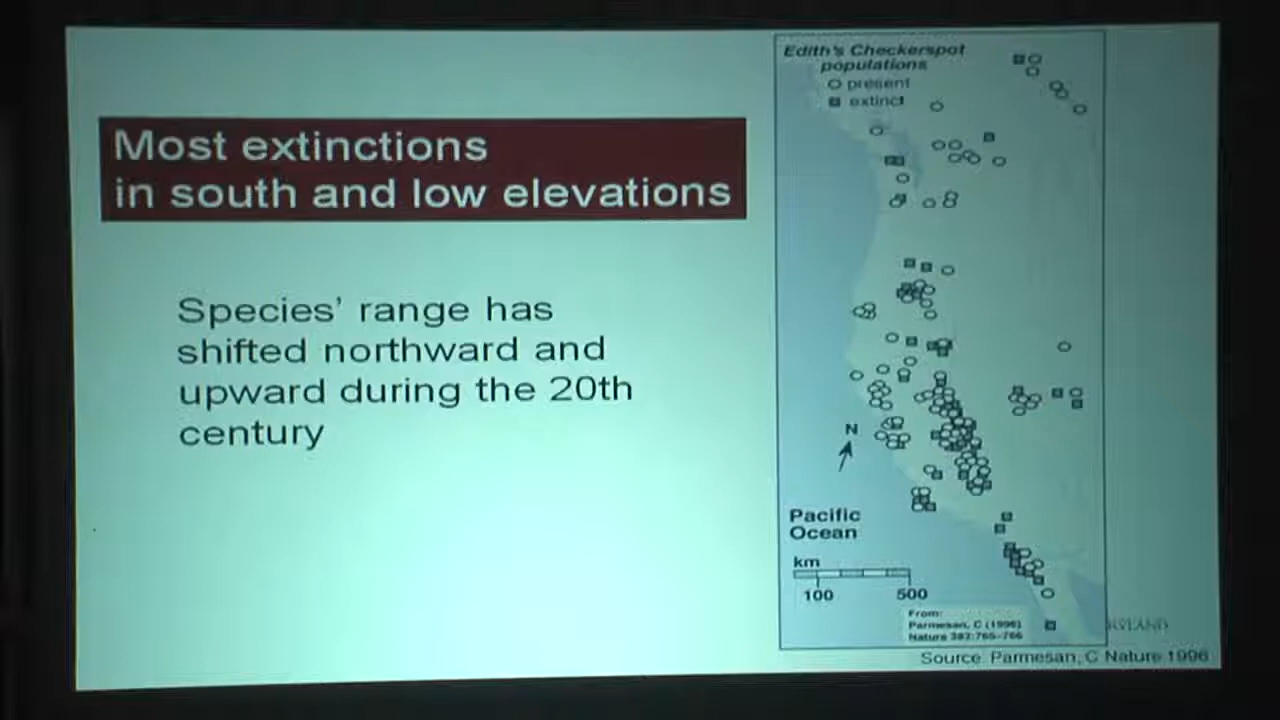 Most extinctions
in south and low elevations
Species’ range has
shifted northward and
upward during the 20th
century
Edith's Checkerspot
populations
present
extinct
N
Pacific
Ocean
km
100 500
From:
Parmesan, C (1996)
Nature 382:765-766
Source: Parmesan, C Nature 1996